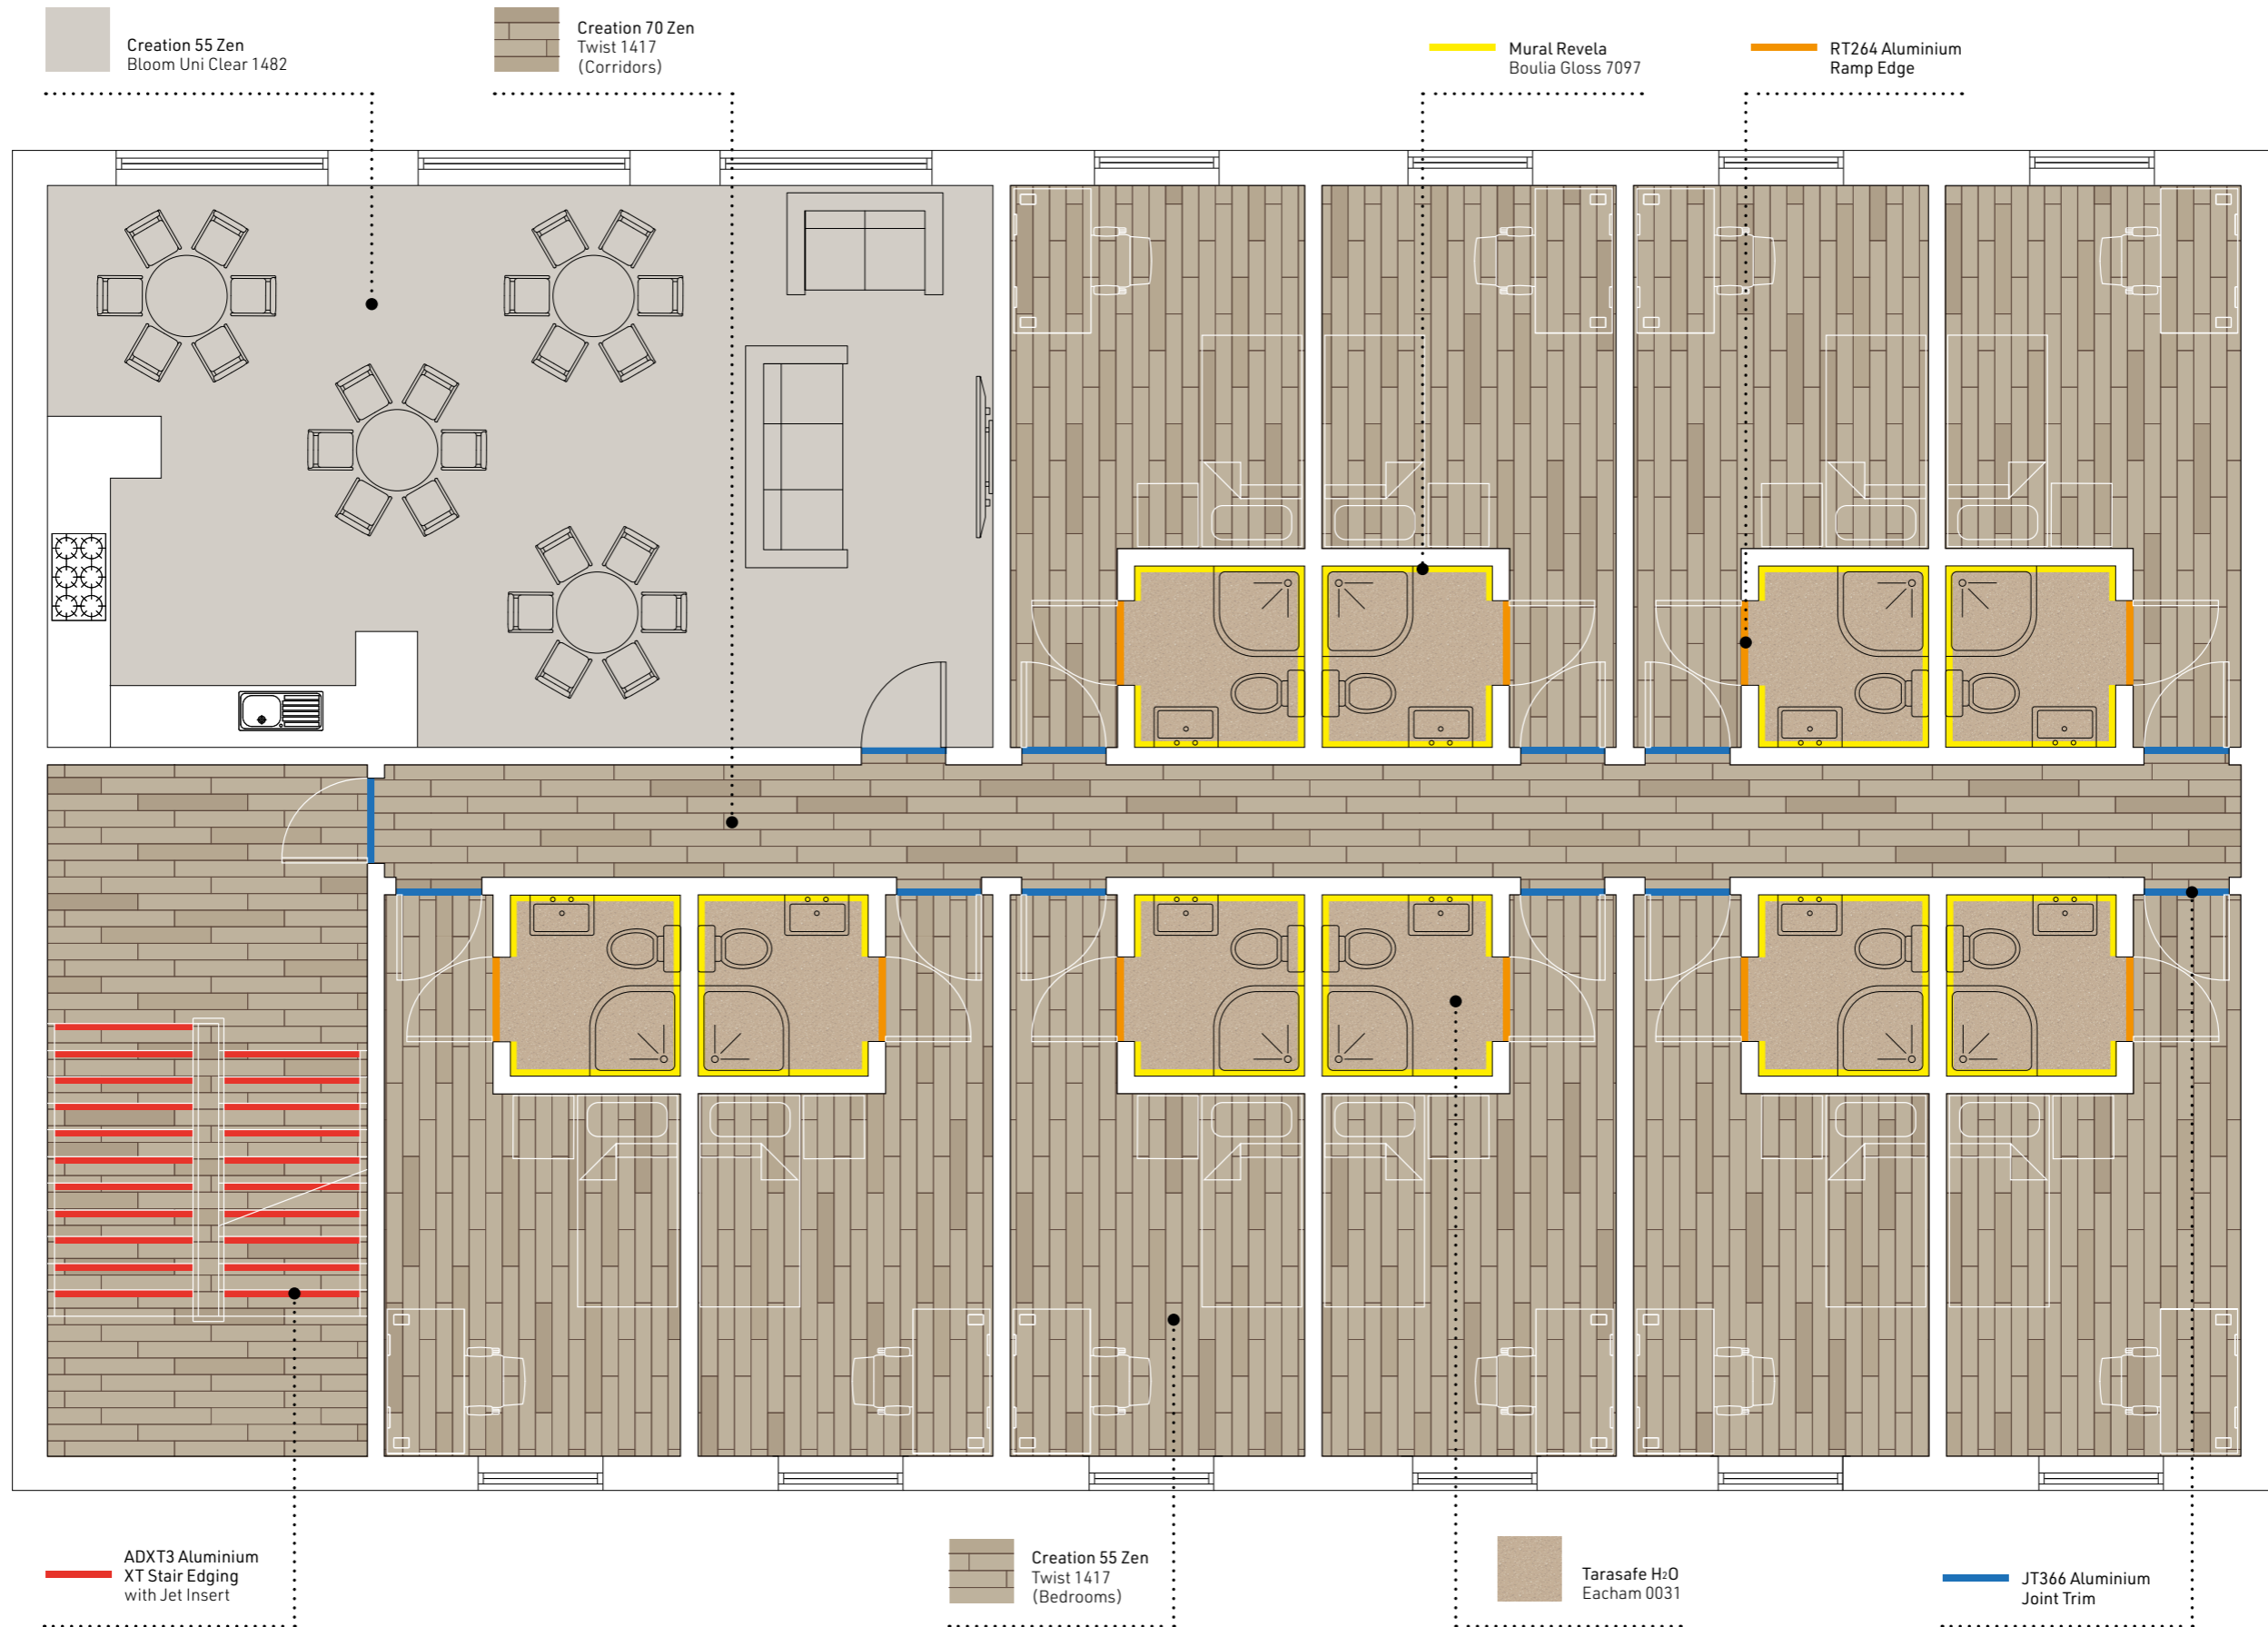 Creation 55 Zen
Bloom Uni Clear 1482
Creation 70 Zen
Twist 1417
(Corridors)
Mural Revela
Boulia Gloss 7097
RT264 Aluminium
Ramp Edge
ADXT3 Aluminium
XT Stair Edging
with Jet Insert
Creation 55 Zen
Twist 1417
(Bedrooms)
Tarasafe H2O
Eacham 0031
JT366 Aluminium
Joint Trim